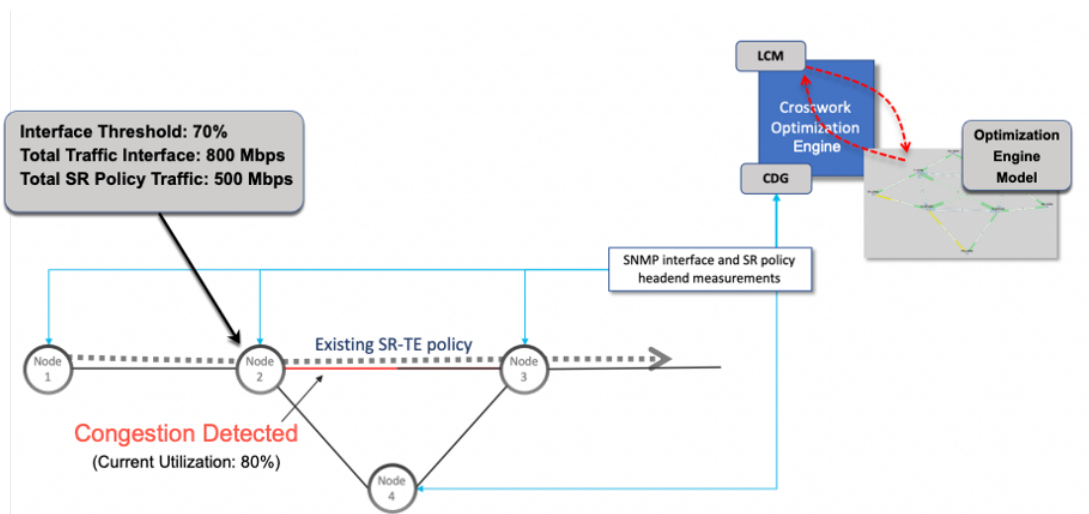 LCM
Crosswork
Optimization
Engine
Optimization
Engine
Model
CDG
Interface Threshold: 70%
Total Traffic Interface: 800 Mbps
Total SR Policy Traffic: 500 Mbps
SNMP interface and SR policy
headend measurements
Existing SR-TE policy
Node
1
Node
2
Node
3
Congestion Detected
(Current Utilization: 80%)
Node
4